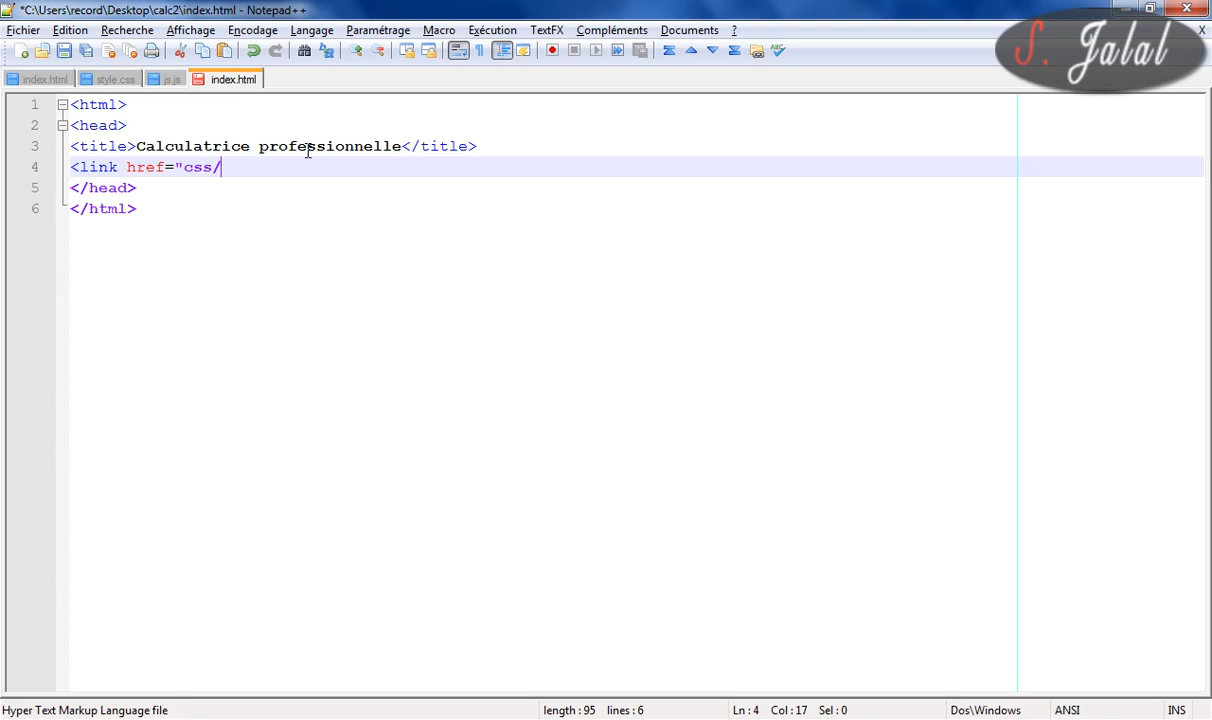 *C:\Users\record\Desktop\calc2\index.html - Notepad++
Fichier Edition Recherche Affichage Encodage Langage Paramétrage Macro Exécution TextFX Compléments Documents ? X
S. Jalal
index.html style.css js.js index.html
1 <html>
2 <head>
3 <title>Calculatrice professionnelle</title>
4 <link href="css/
5 </head>
6 </html>
Hyper Text Markup Language file length : 95 lines : 6 Ln : 4 Col : 17 Sel : 0 Dos\Windows ANSI INS